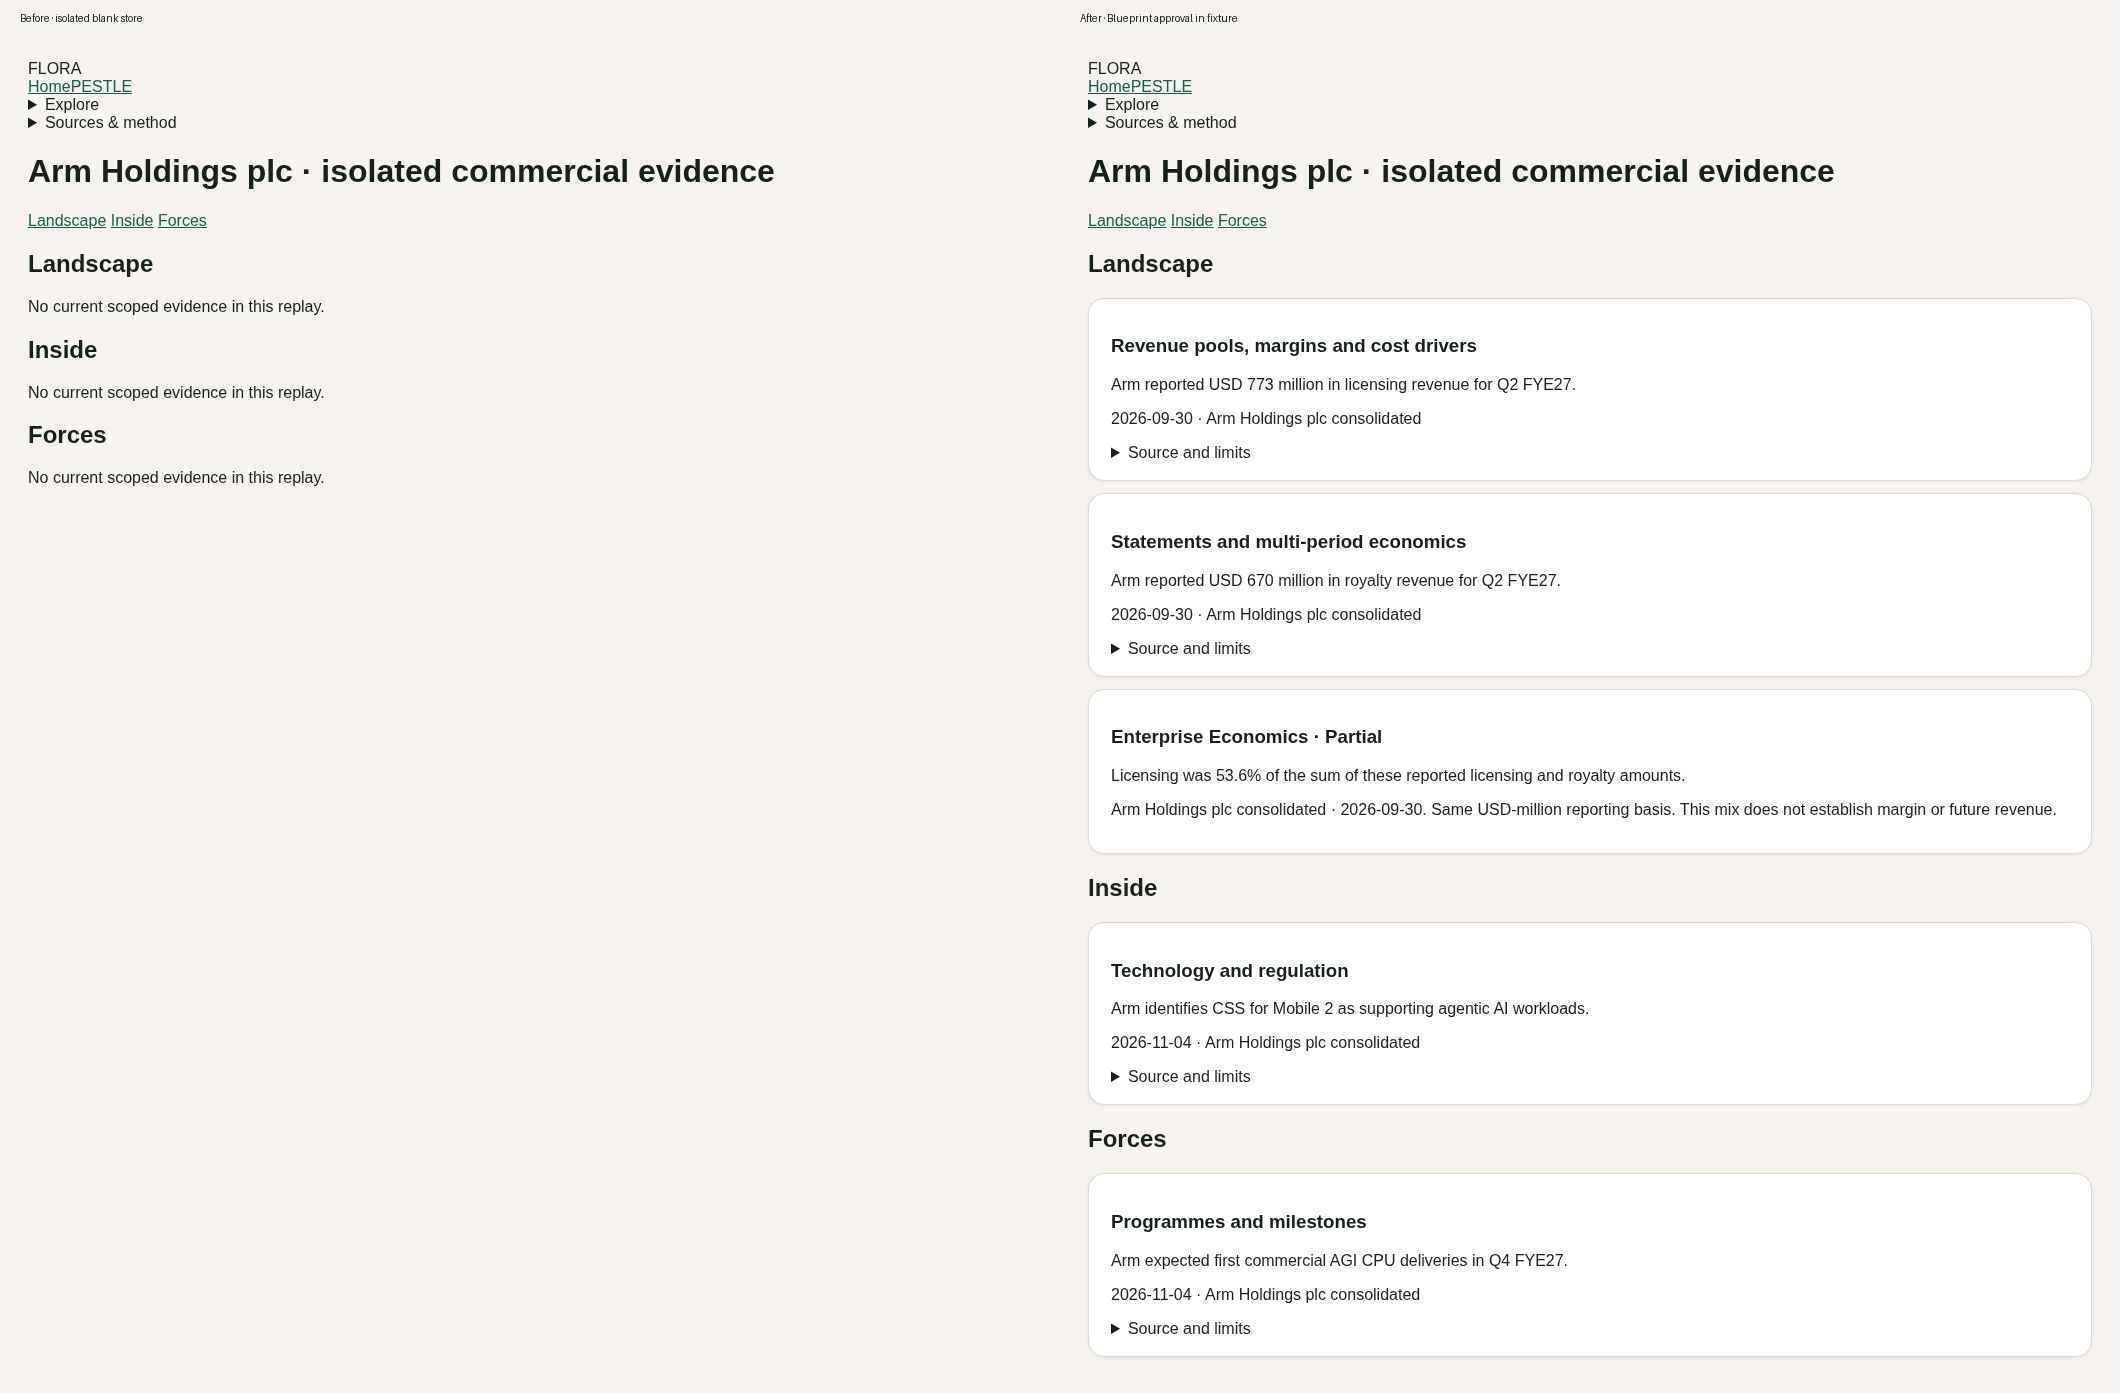 Before · isolated blank store
FLORA
HomePESTLE
Explore
Sources & method
Arm Holdings plc · isolated commercial evidence
Landscape Inside Forces
Landscape
No current scoped evidence in this replay.
Inside
No current scoped evidence in this replay.
Forces
No current scoped evidence in this replay.
After · Blueprint approval in fixture
FLORA
HomePESTLE
Explore
Sources & method
Arm Holdings plc · isolated commercial evidence
Landscape Inside Forces
Landscape
Revenue pools, margins and cost drivers
Arm reported USD 773 million in licensing revenue for Q2 FYE27.
2026-09-30 · Arm Holdings plc consolidated
Source and limits
Statements and multi-period economics
Arm reported USD 670 million in royalty revenue for Q2 FYE27.
2026-09-30 · Arm Holdings plc consolidated
Source and limits
Enterprise Economics · Partial
Licensing was 53.6% of the sum of these reported licensing and royalty amounts.
Arm Holdings plc consolidated · 2026-09-30. Same USD-million reporting basis. This mix does not establish margin or future revenue.
Inside
Technology and regulation
Arm identifies CSS for Mobile 2 as supporting agentic AI workloads.
2026-11-04 · Arm Holdings plc consolidated
Source and limits
Forces
Programmes and milestones
Arm expected first commercial AGI CPU deliveries in Q4 FYE27.
2026-11-04 · Arm Holdings plc consolidated
Source and limits